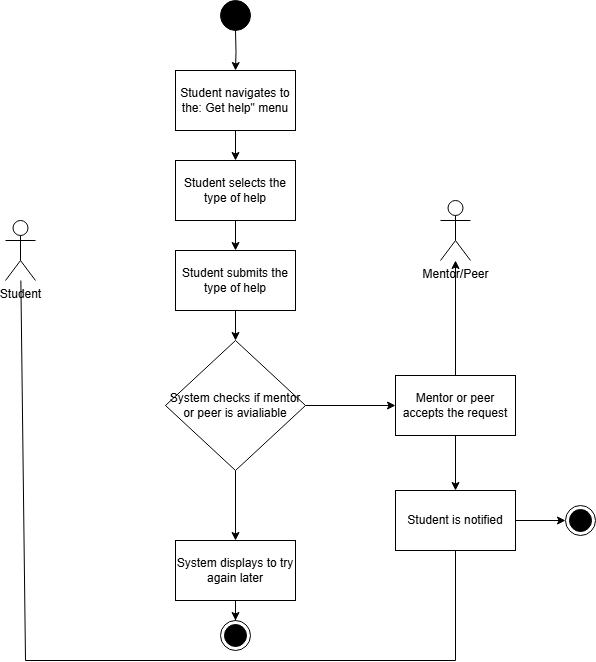 Student navigates to
the: Get help" menu
Student selects the
type of help
Student submits the
type of help
Student
Mentor/Peer
System checks if mentor
or peer is avialiable
Mentor or peer
accepts the request
Student is notified
System displays to try
again later